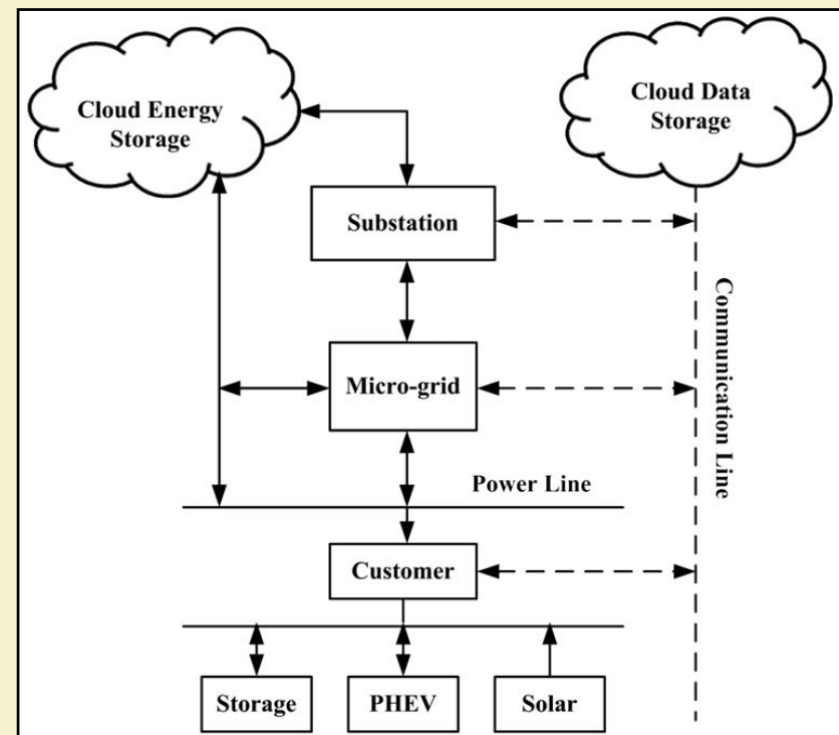 Cloud Energy
Storage
Cloud Data
Storage
Substation
Communication Line
Micro-grid
Power Line
Customer
Storage
PHEV
Solar